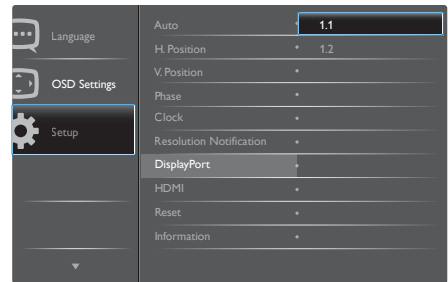 Language
OSD Settings
Setup
Auto
H. Position
V. Position
Phase
Clock
Resolution Notification
DisplayPort
HDMI
Reset
Information
1.1
1.2